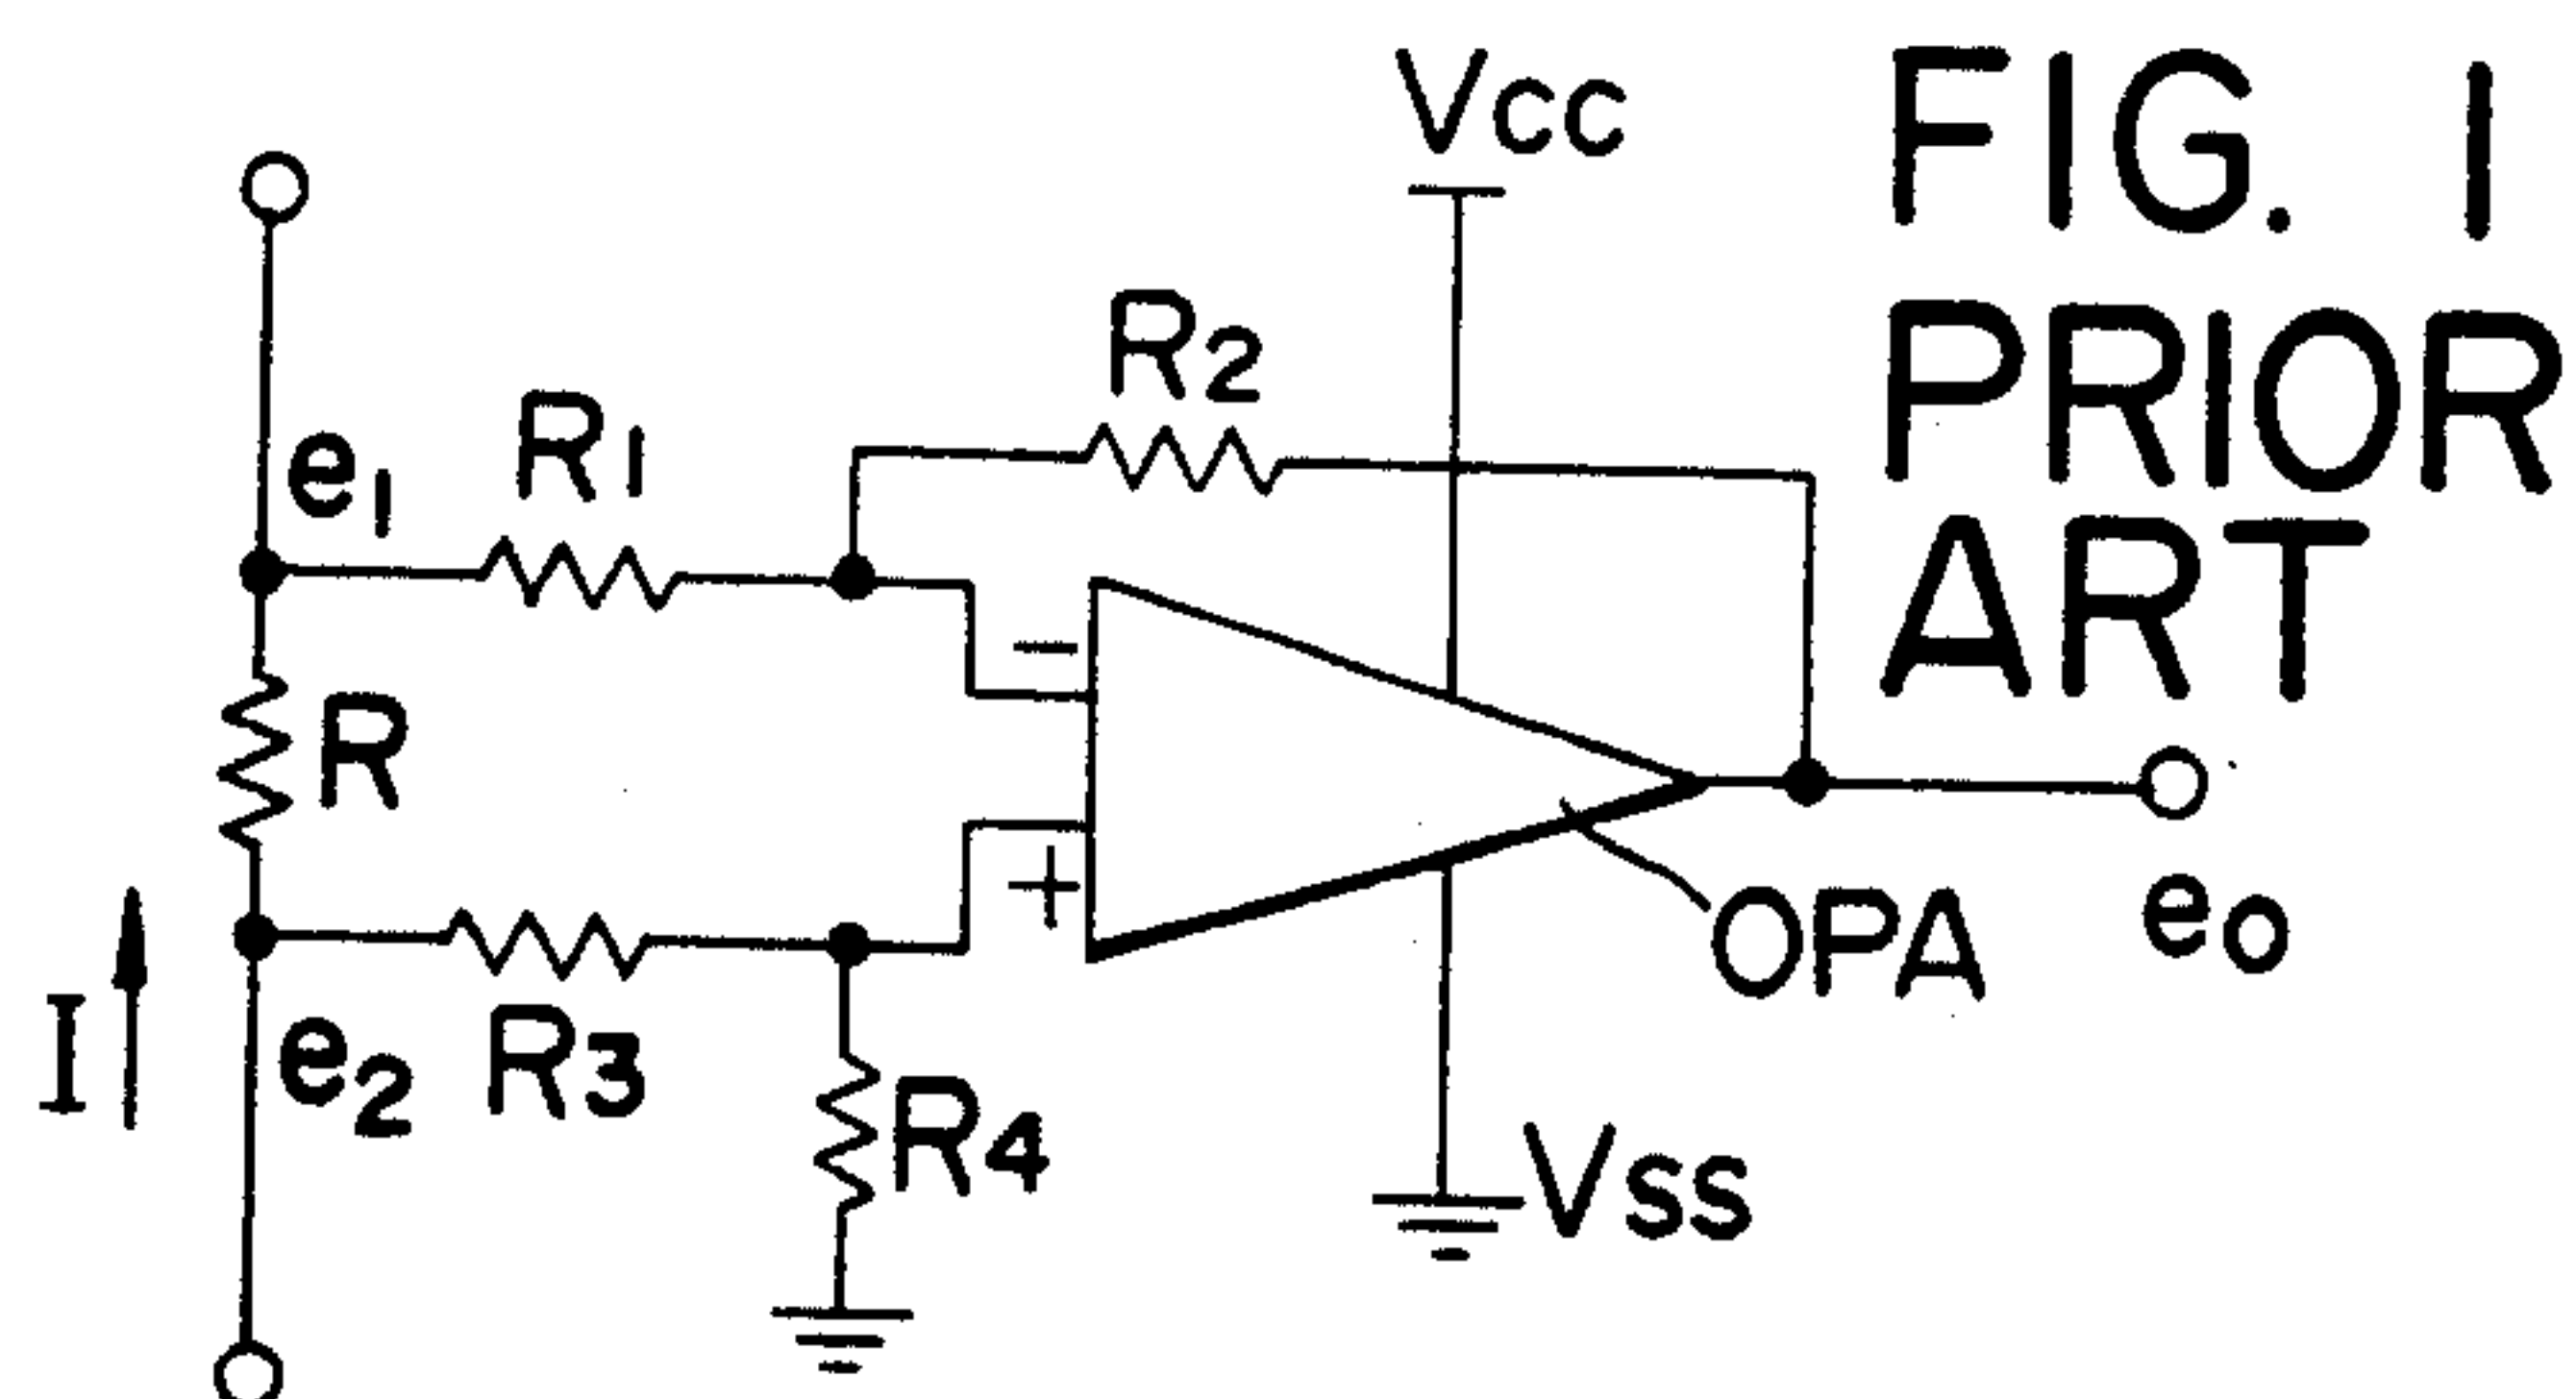 FIG. 1
PRIOR
ART
Vcc
R2
R1
e1
-
R
+
OPA
eo
I
e2
R3
R4
Vss